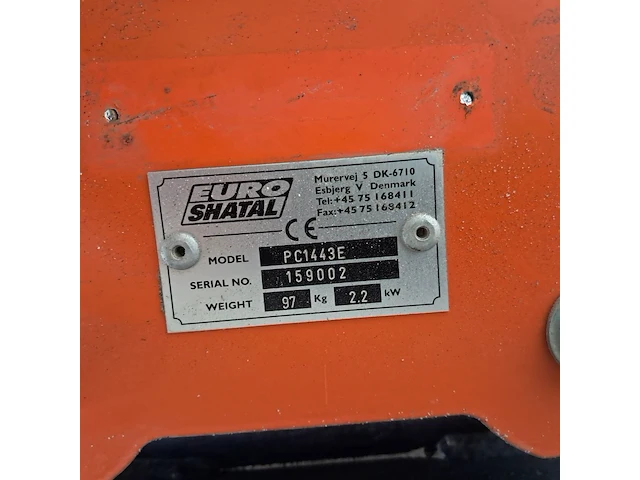 EURO
SHATAL
Murervej 5 DK-6710
Esbjerg V Denmark
Tel:+45 75 168411
Fax:+45 75 168412
CE
MODEL PC1443E
SERIAL NO. 159002
WEIGHT 97 Kg 2.2 kW